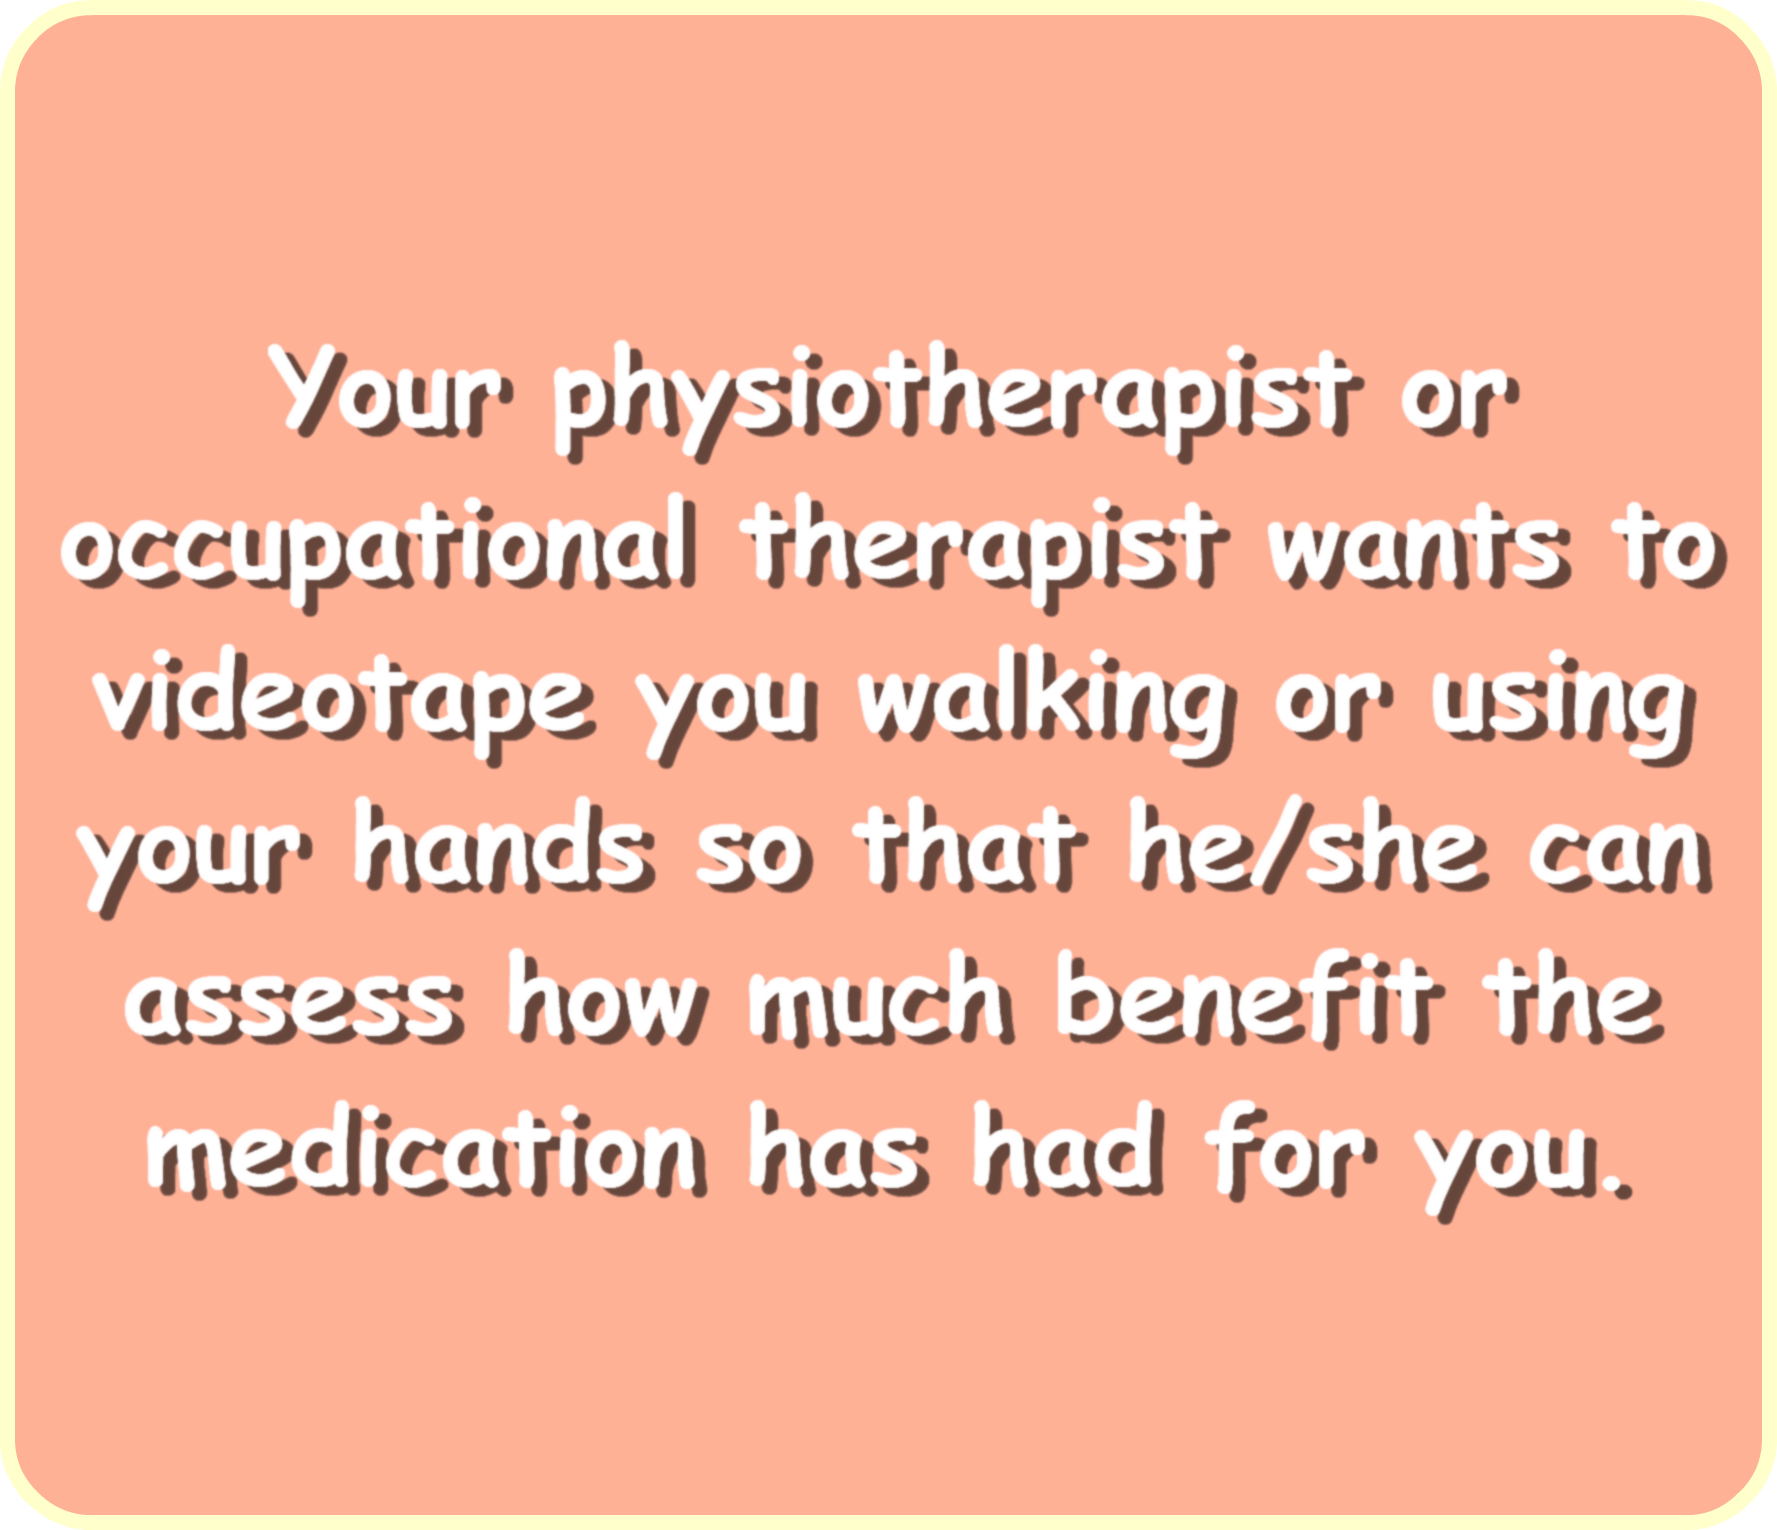 Your physiotherapist or
occupational therapist wants to
videotape you walking or using
your hands so that he/she can
assess how much benefit the
medication has had for you.